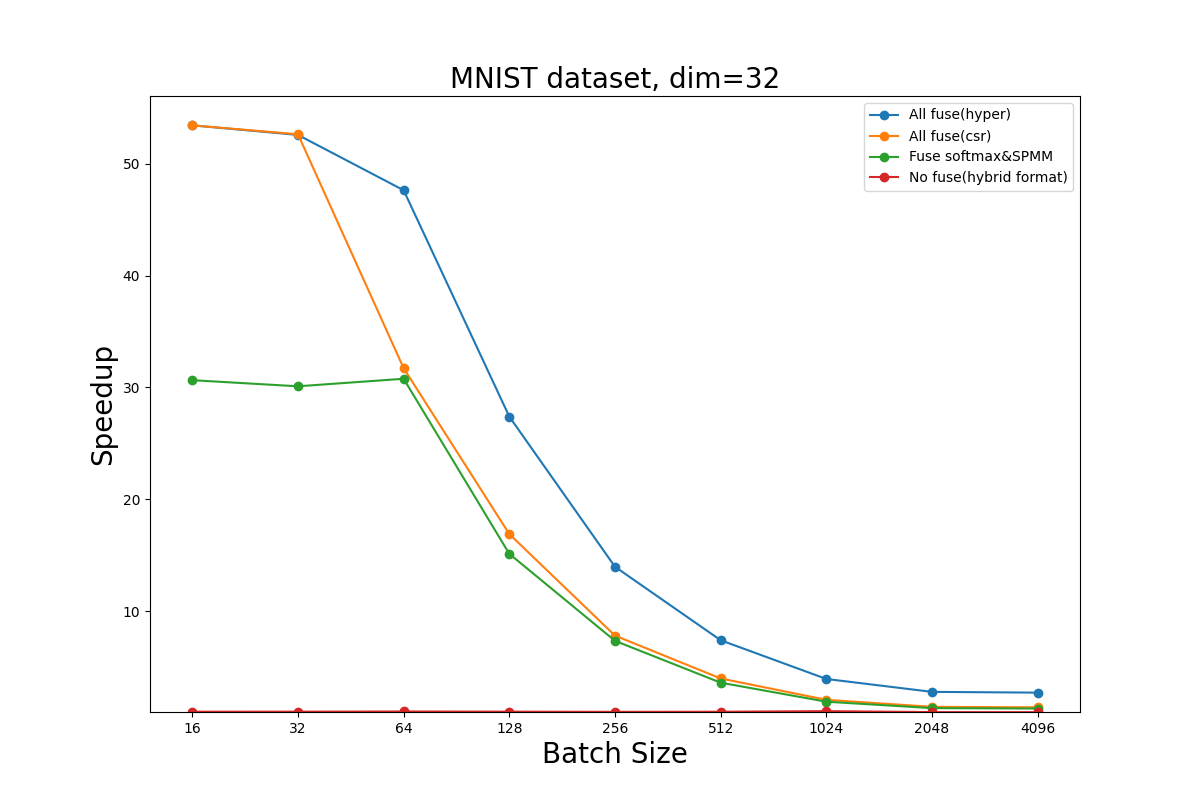 MNIST dataset, dim=32
All fuse(hyper)
All fuse(csr)
Fuse softmax&SPMM
No fuse(hybrid format)
Speedup
50
40
30
20
10
16 32 64 128 256 512 1024 2048 4096
Batch Size